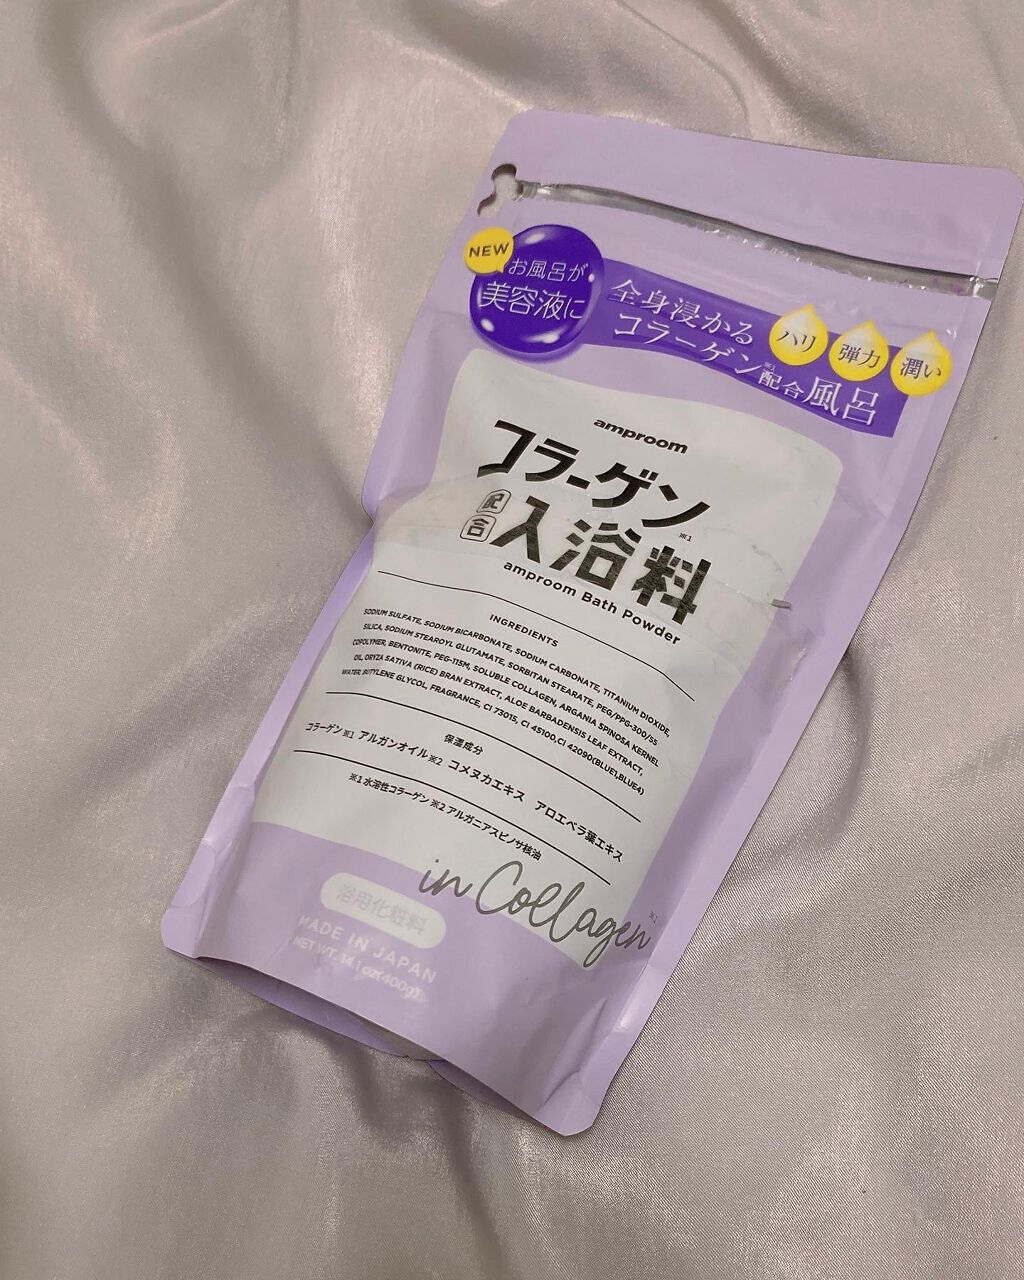 NEW
お風呂が
美容液に
全身浸かる
コラーゲン※1配合風呂
ハリ
弾力
潤い
amproom
コラーゲン※1
配合
入浴料
amproom Bath Powder
INGREDIENTS
SODIUM SULFATE, SODIUM BICARBONATE, SODIUM CARBONATE, TITANIUM DIOXIDE,
SILICA, SODIUM STEAROYL GLUTAMATE, SORBITAN STEARATE, PEG/PPG-300/55
COPOLYMER, BENTONITE, PEG-115M, SOLUBLE COLLAGEN, ARGANIA SPINOSA KERNEL
OIL, ORYZA SATIVA (RICE) BRAN EXTRACT, ALOE BARBADENSIS LEAF EXTRACT,
WATER, BUTYLENE GLYCOL, FRAGRANCE, CI 73015, CI 45100.CI 42090(BLUE1,BLUE4)
保湿成分
コラーゲン※1 アルガンオイル※2 コメヌカエキス アロエベラ葉エキス
※1 水溶性コラーゲン ※2 アルガニアスピノサ核油
in Collagen※1
浴用化粧料
MADE IN JAPAN
NET WT. 14.1 oz(400g)